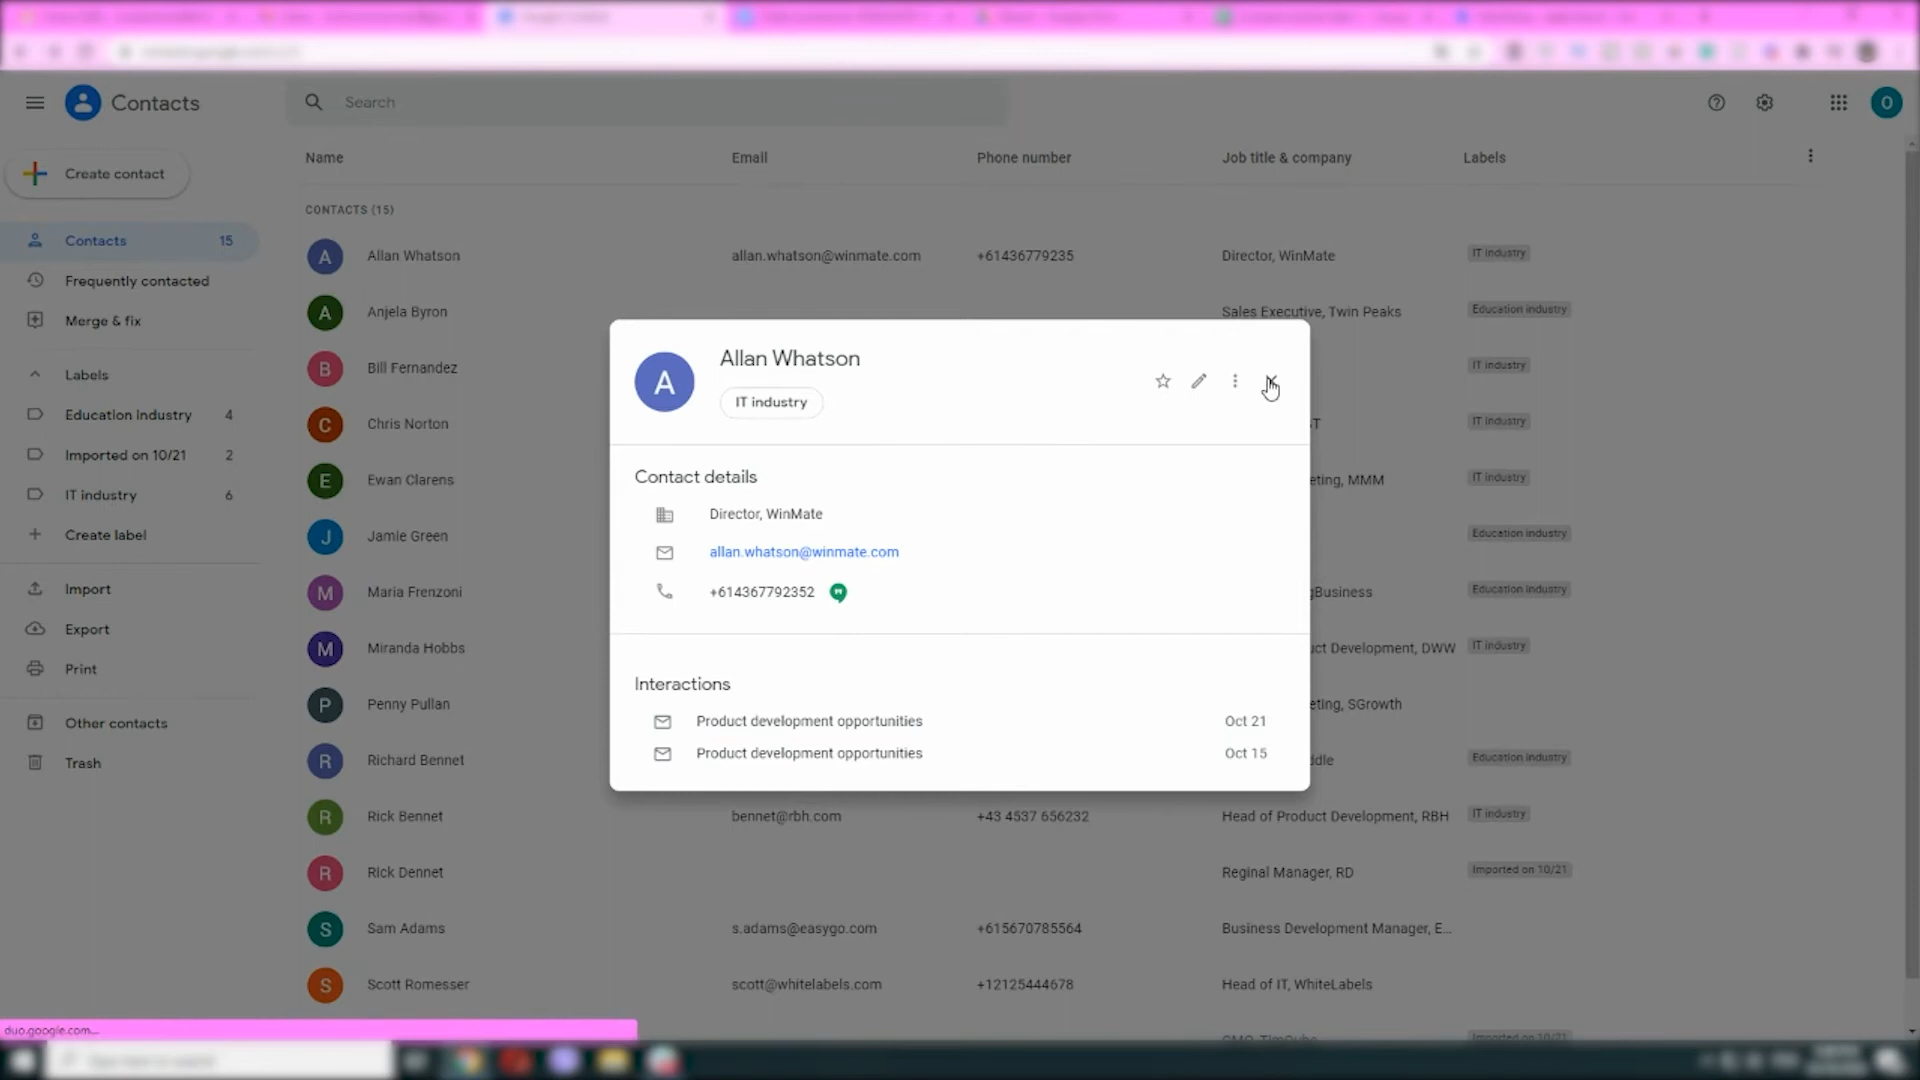 Contacts
Search
Create contact
Contacts 15
Frequently contacted
Merge & fix
Labels
Education Industry 4
Imported on 10/21 2
IT industry 6
Create label
Import
Export
Print
Other contacts
Trash
Name Email Phone number Job title & company Labels
CONTACTS (15)
Allan Whatson allan.whatson@winmate.com +61436779235 Director, WinMate IT industry
Anjela Byron Sales Executive, Twin Peaks Education industry
Bill Fernandez IT industry
Chris Norton T IT industry
Ewan Clarens eting, MMM IT industry
Jamie Green Education industry
Maria Frenzoni gBusiness Education industry
Miranda Hobbs uct Development, DWW IT industry
Penny Pullan eting, SGrowth
Richard Bennet ddle Education industry
Rick Bennet bennet@rbh.com +43 4537 656232 Head of Product Development, RBH IT industry
Rick Dennet Reginal Manager, RD Imported on 10/21
Sam Adams s.adams@easygo.com +615670785564 Business Development Manager, E...
Scott Romesser scott@whitelabels.com +12125444678 Head of IT, WhiteLabels
Imported on 10/21
A
Allan Whatson
IT industry
Contact details
Director, WinMate
allan.whatson@winmate.com
+614367792352
Interactions
Product development opportunities Oct 21
Product development opportunities Oct 15
duo.google.com...